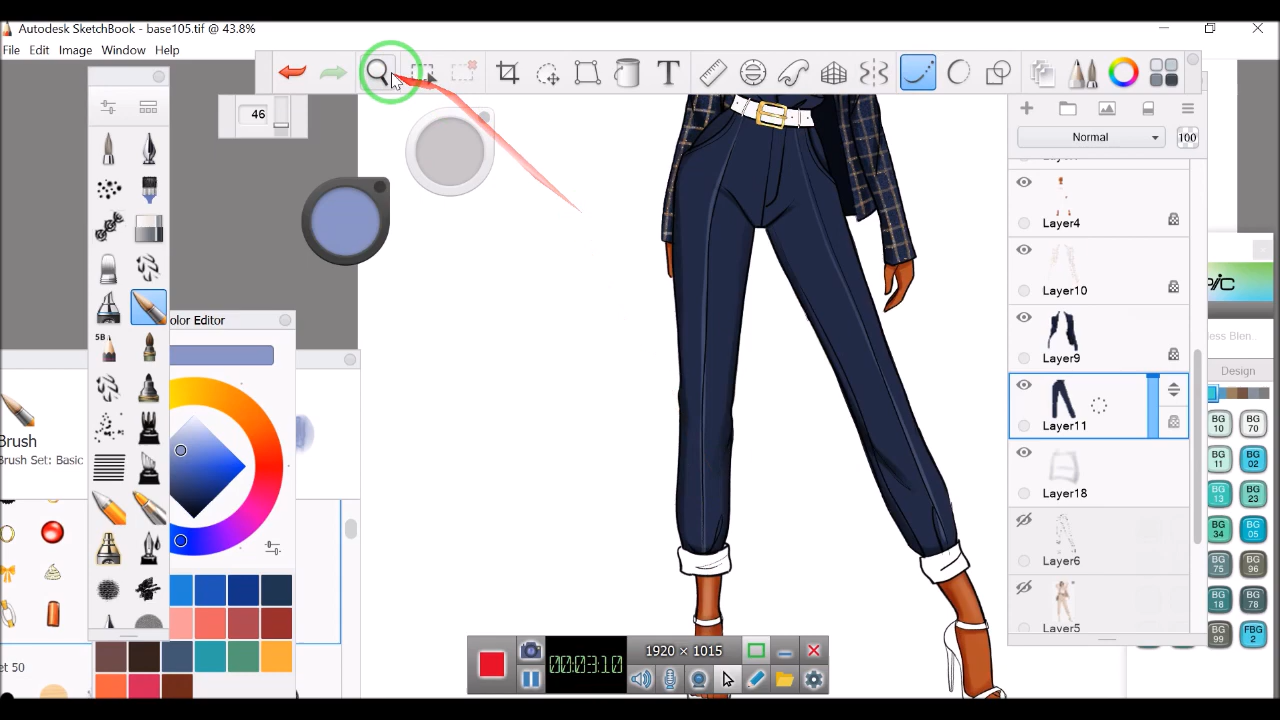 Autodesk SketchBook - base105.tif @ 43.8%
File Edit Image Window Help
T
46
Normal
100
Layer4
Layer10
Layer9
Layer11
Layer18
Layer6
Layer5
olor Editor
5B
Brush
Brush Set: Basic
et 50
00:03:10
1920 × 1015
less Blen..
Design
BG 10
BG 70
BG 11
BG 02
BG 13
BG 23
BG 34
BG 05
BG 75
BG 96
BG 18
BG 78
BG 99
FBG 2